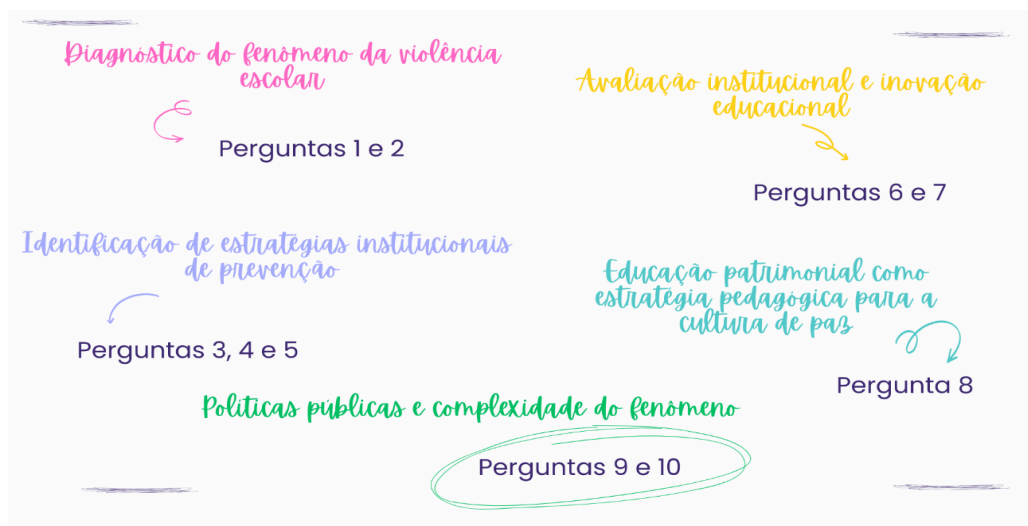 Diagnóstico do fenômeno da violência
escolar
Perguntas 1 e 2
Avaliação institucional e inovação
educacional
Perguntas 6 e 7
Identificação de estratégias institucionais
de prevenção
Perguntas 3, 4 e 5
Educação patrimonial como
estratégia pedagógica para a
cultura de paz
Pergunta 8
Políticas públicas e complexidade do fenômeno
Perguntas 9 e 10